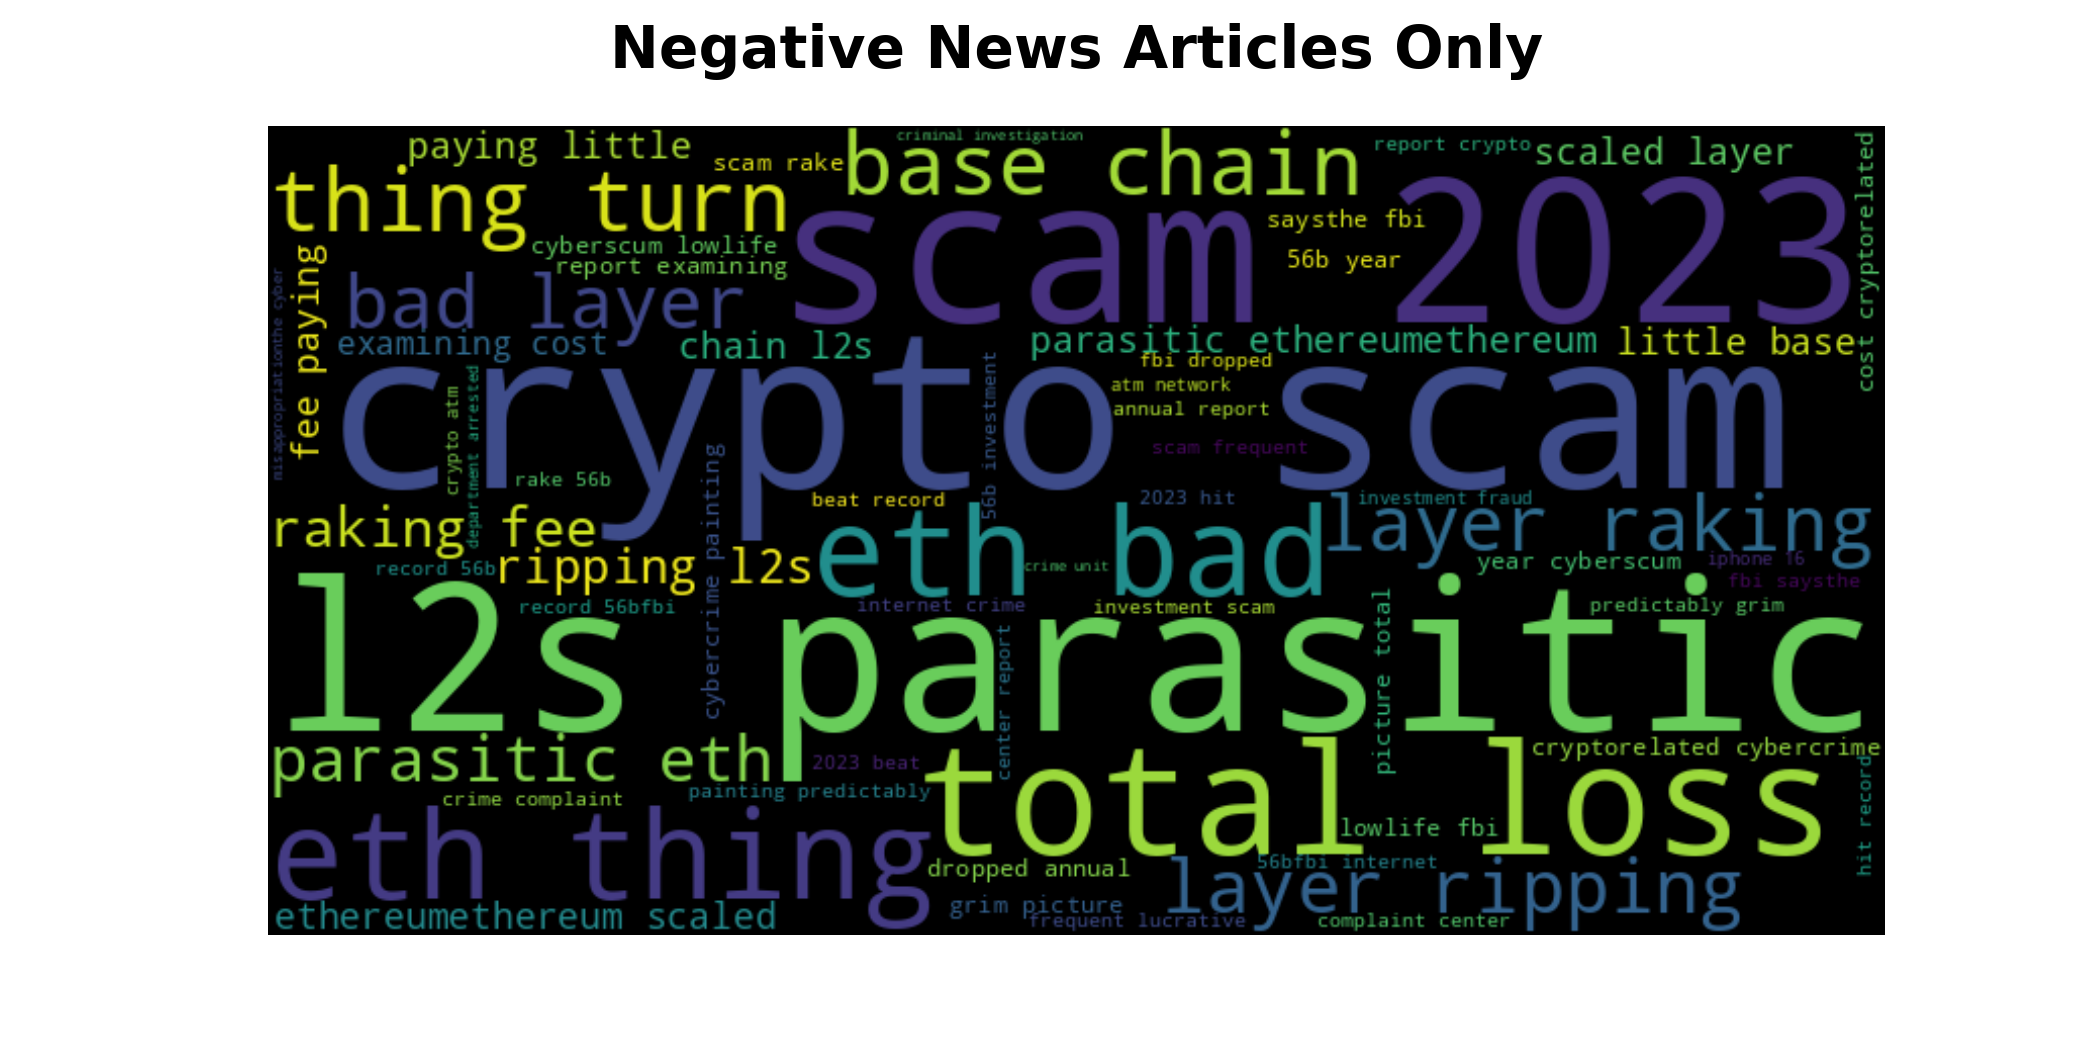 Negative News Articles Only
criminal investigation
paying little
scam rake
base chain
report crypto
scaled layer
thing turn
scam 2023
saysthe fbi
cost cryptorelated
cyberscum lowlife
report examining
56b year
fee paying
misappropriationthe cyber
bad layer
examining cost
chain l2s
parasitic ethereumethereum
little base
fbi dropped
atm network
annual report
crypto scam
scam frequent
56b investment
crypto atm
department arrested
rake 56b
cybercrime painting
beat record
2023 hit
investment fraud
raking fee
eth bad
layer raking
ripping l2s
record 56b
crime unit
year cyberscum
iphone 16
fbi saysthe
record 56bfbi
internet crime
investment scam
predictably grim
l2s parasitic
center report
picture total
parasitic eth
2023 beat
total loss
cryptorelated cybercrime
hit record
crime complaint
painting predictably
eth thing
lowlife fbi
dropped annual
56bfbi internet
layer ripping
grim picture
ethereumethereum scaled
frequent lucrative
complaint center